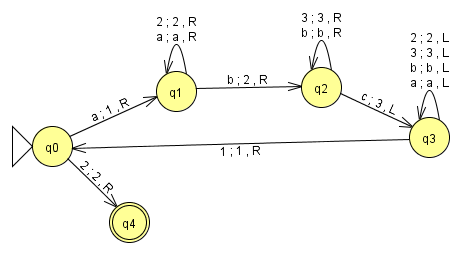 2 ; 2 , R
a ; a , R
3 ; 3 , R
b ; b , R
2 ; 2 , L
3 ; 3 , L
b ; b , L
a ; a , L
q1
b ; 2 , R
q2
a ; 1 , R
c ; 3 , L
q3
q0
1 ; 1 , R
2 ; 2 , R
q4